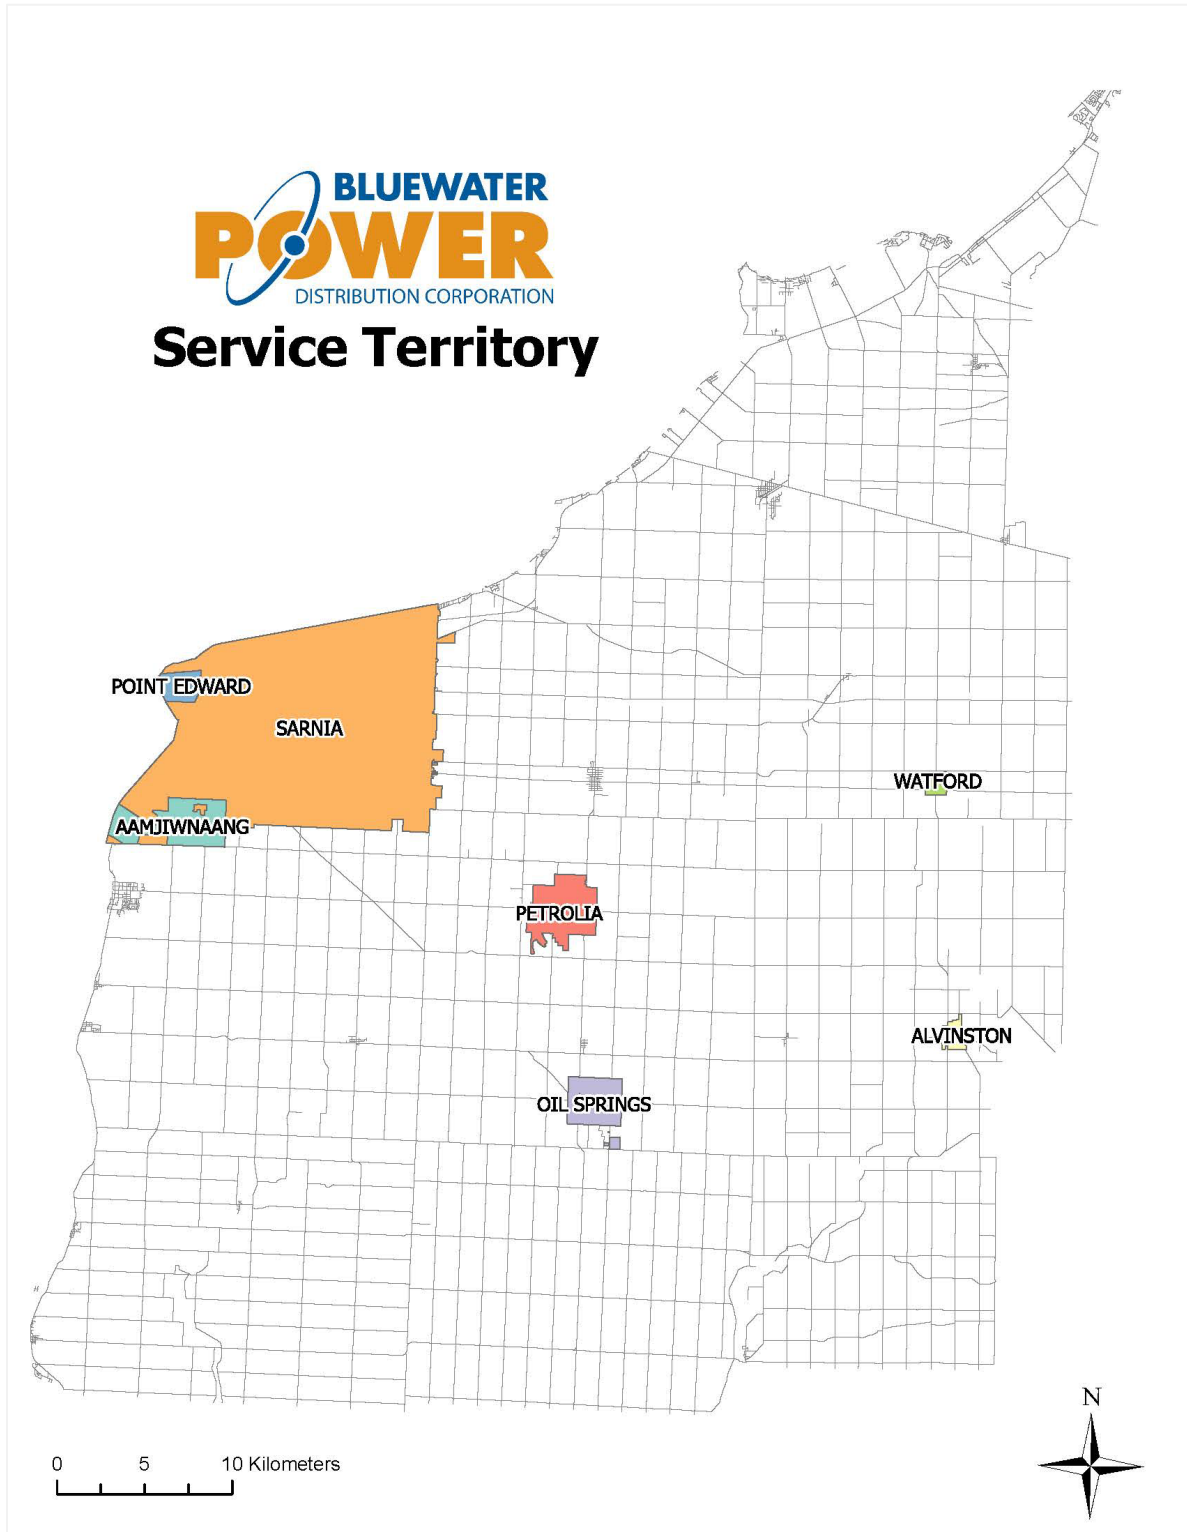 BLUEWATER
POWER
DISTRIBUTION CORPORATION
Service Territory
POINT EDWARD
SARNIA
WATFORD
AAMJIWNAANG
PETROLIA
ALVINSTON
OIL SPRINGS
N
0 5 10 Kilometers